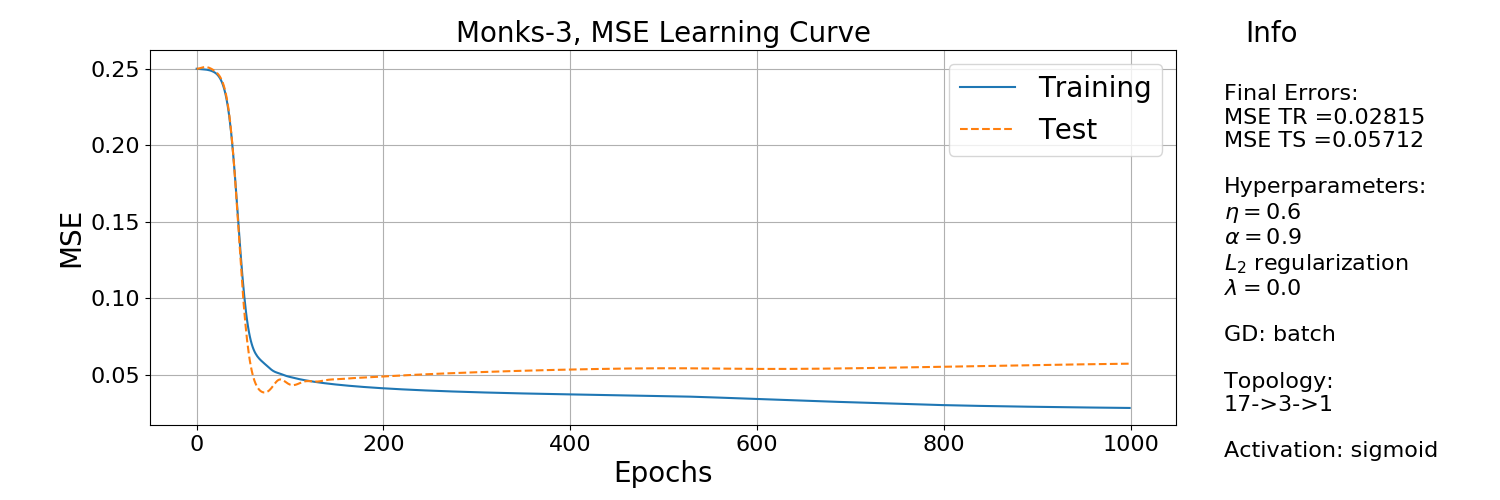 Monks-3, MSE Learning Curve
MSE
0.25
0.20
0.15
0.10
0.05
0
200
400
600
800
1000
Epochs
Training
Test
Info
Final Errors:
MSE TR =0.02815
MSE TS =0.05712
Hyperparameters:
η = 0.6
α = 0.9
L₂ regularization
λ = 0.0
GD: batch
Topology:
17->3->1
Activation: sigmoid